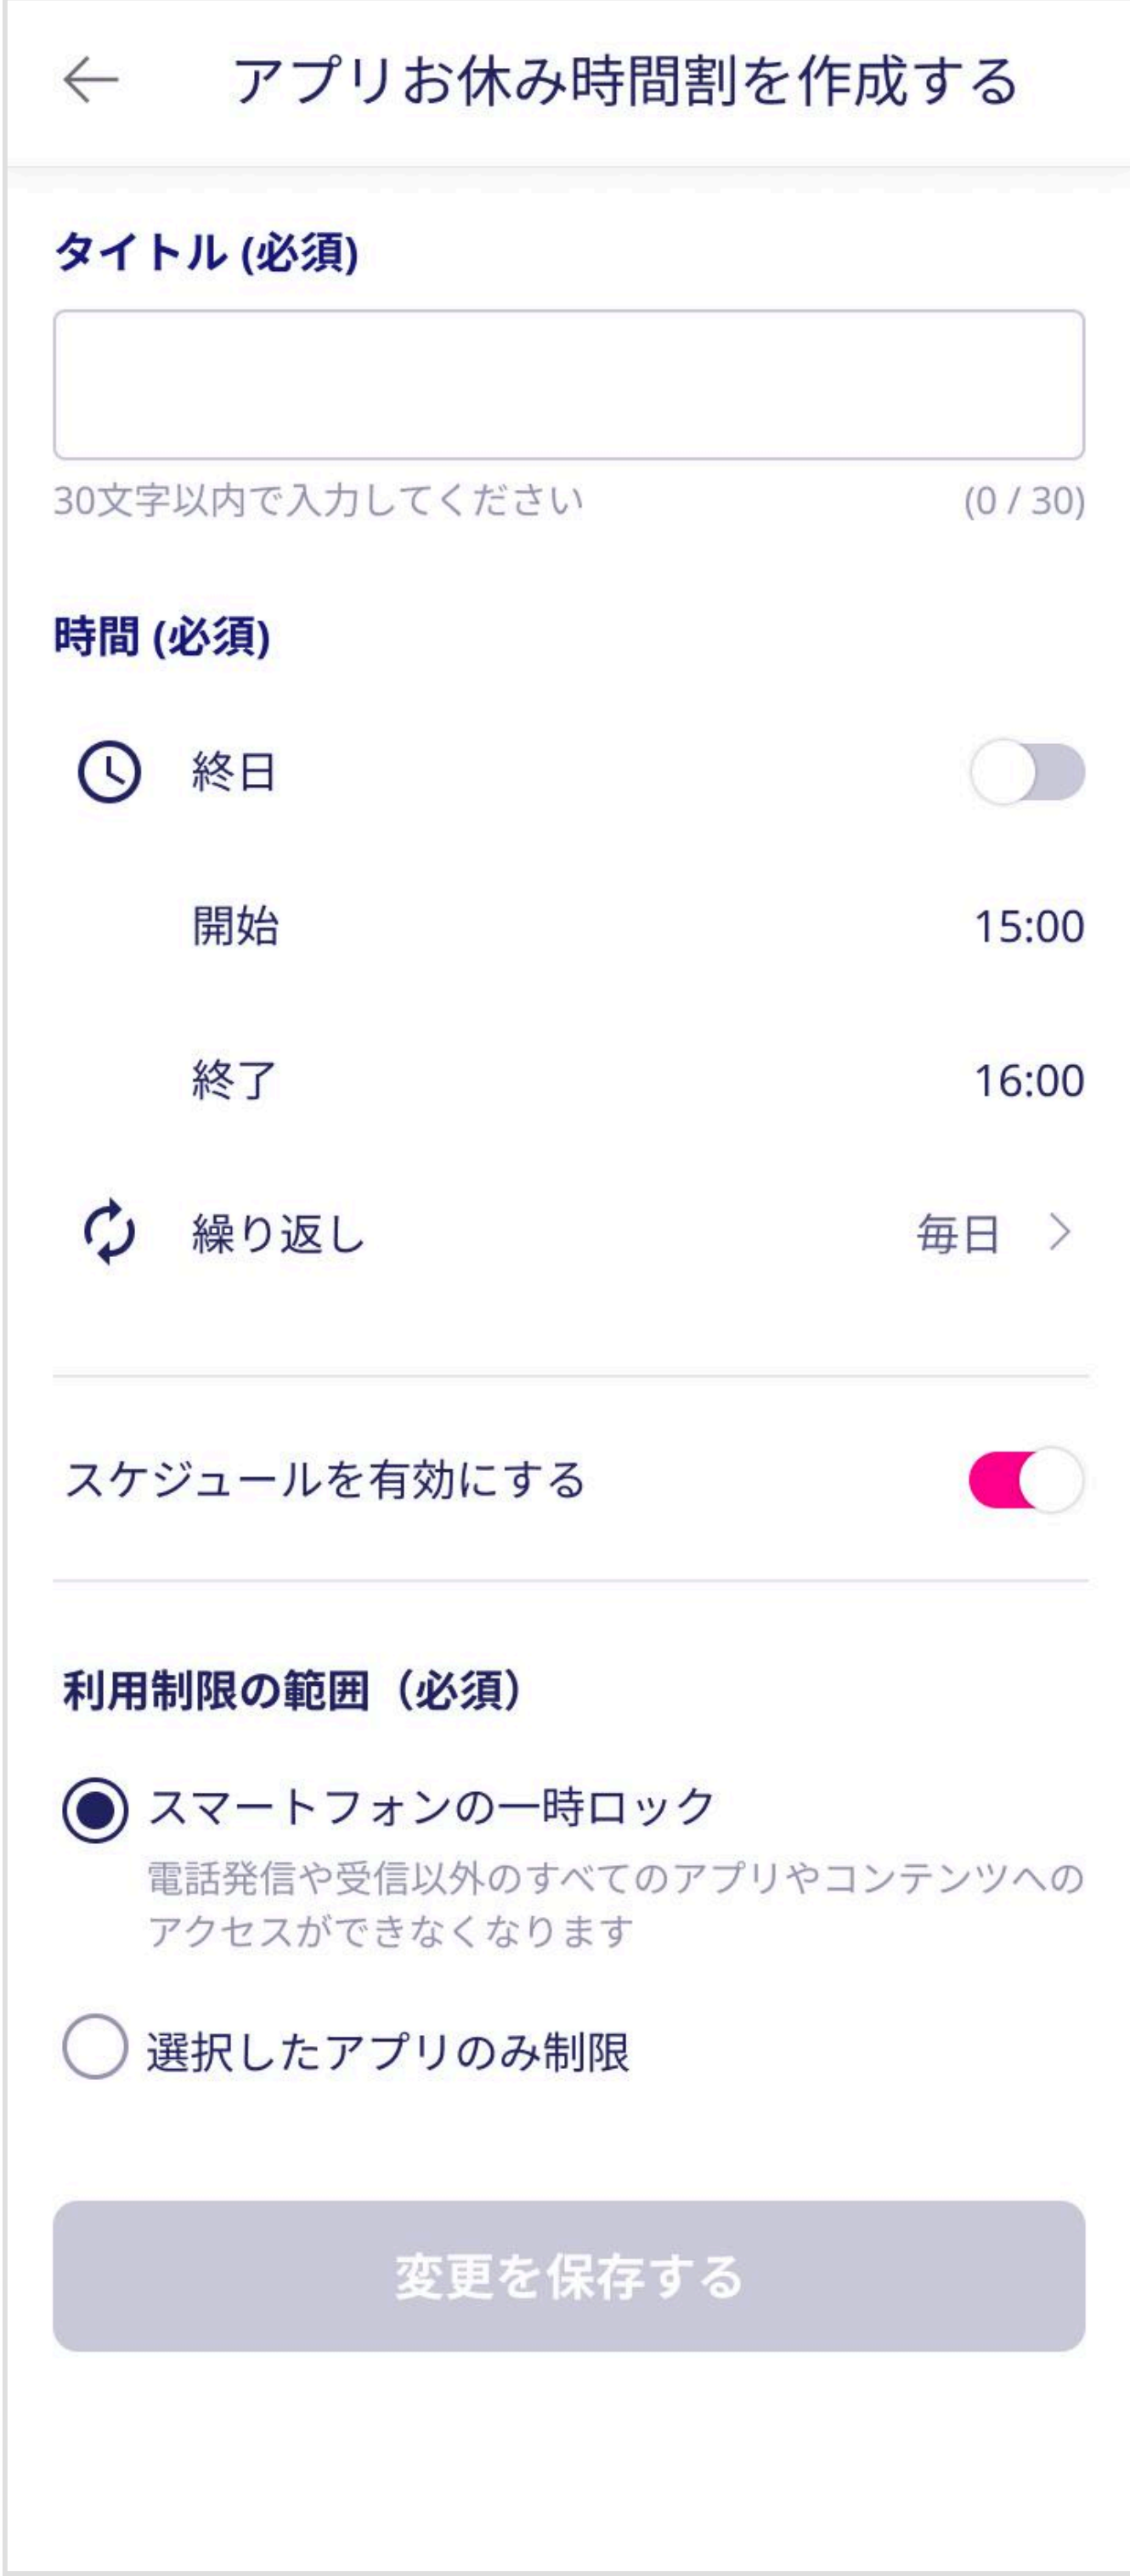 アプリお休み時間割を作成する
タイトル (必須)
30文字以内で入力してください (0 / 30)
時間 (必須)
終日
開始 15:00
終了 16:00
繰り返し 毎日
スケジュールを有効にする
利用制限の範囲（必須）
スマートフォンの一時ロック
電話発信や受信以外のすべてのアプリやコンテンツへの
アクセスができなくなります
選択したアプリのみ制限
変更を保存する